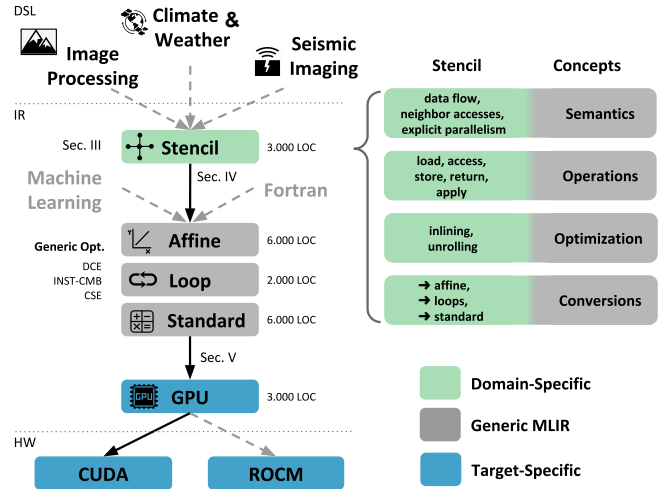 DSL
Climate &
Weather
Image
Processing
Seismic
Imaging
IR
Sec. III
Stencil
3.000 LOC
Sec. IV
Machine
Learning
Fortran
Generic Opt.
DCE
INST-CMB
CSE
Y
X
Affine
6.000 LOC
Loop
2.000 LOC
Standard
6.000 LOC
Sec. V
GPU
GPU
3.000 LOC
HW
CUDA
ROCM
Stencil
Concepts
data flow,
neighbor accesses,
explicit parallelism
Semantics
load, access,
store, return,
apply
Operations
inlining,
unrolling
Optimization
➔ affine,
➔ loops,
➔ standard
Conversions
Domain-Specific
Generic MLIR
Target-Specific